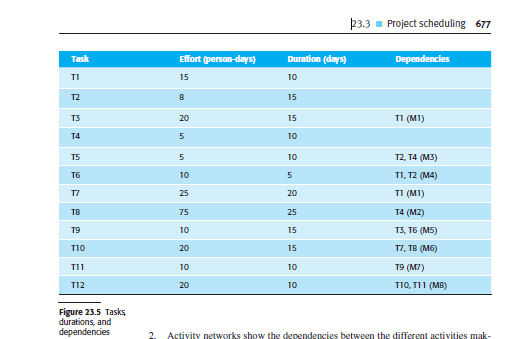 23.3 ■ Project scheduling 677
Task Effort (person-days) Duration (days) Dependencies
T1 15 10
T2 8 15
T3 20 15 T1 (M1)
T4 5 10
T5 5 10 T2, T4 (M3)
T6 10 5 T1, T2 (M4)
T7 25 20 T1 (M1)
T8 75 25 T4 (M2)
T9 10 15 T3, T6 (M5)
T10 20 15 T7, T8 (M6)
T11 10 10 T9 (M7)
T12 20 10 T10, T11 (M8)
Figure 23.5 Tasks,
durations, and
dependencies
2. Activity networks show the dependencies between the different activities mak-